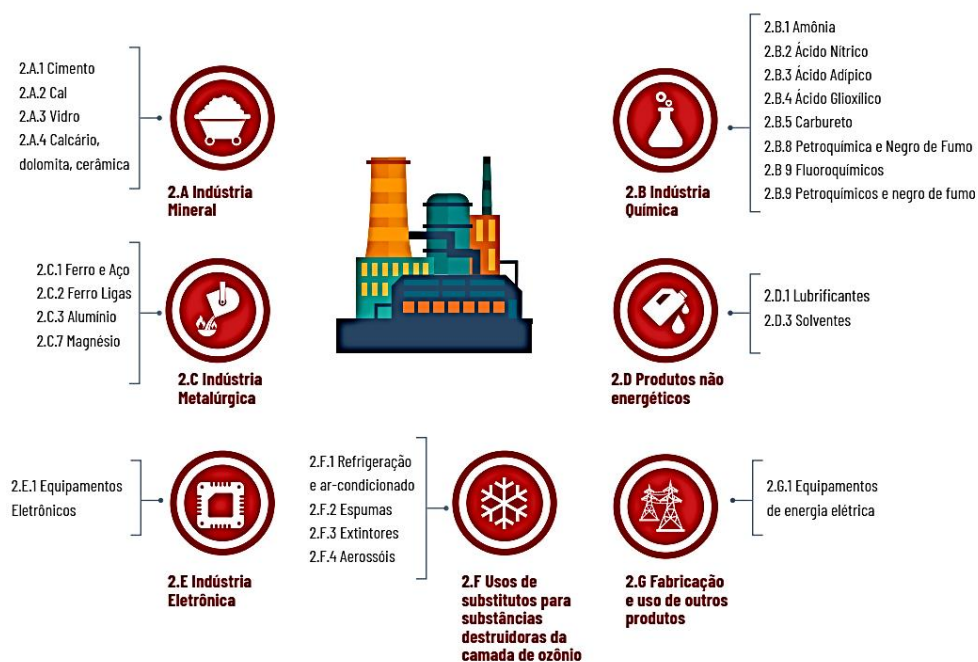 2.A.1 Cimento
2.A.2 Cal
2.A.3 Vidro
2.A.4 Calcário,
dolomita, cerâmica
2.A Indústria
Mineral
2.B.1 Amônia
2.B.2 Ácido Nítrico
2.B.3 Ácido Adípico
2.B.4 Ácido Glioxílico
2.B.5 Carbureto
2.B.8 Petroquímica e Negro de Fumo
2.B 9 Fluoroquímicos
2.B.9 Petroquímicos e negro de fumo
2.B Indústria
Química
2.C.1 Ferro e Aço
2.C.2 Ferro Ligas
2.C.3 Alumínio
2.C.7 Magnésio
2.C Indústria
Metalúrgica
2.D.1 Lubrificantes
2.D.3 Solventes
2.D Produtos não
energéticos
2.E.1 Equipamentos
Eletrônicos
2.E Indústria
Eletrônica
2.F.1 Refrigeração
e ar-condicionado
2.F.2 Espumas
2.F.3 Extintores
2.F.4 Aerossóis
2.F Usos de
substitutos para
substâncias
destruidoras da
camada de ozônio
2.G.1 Equipamentos
de energia elétrica
2.G Fabricação
e uso de outros
produtos